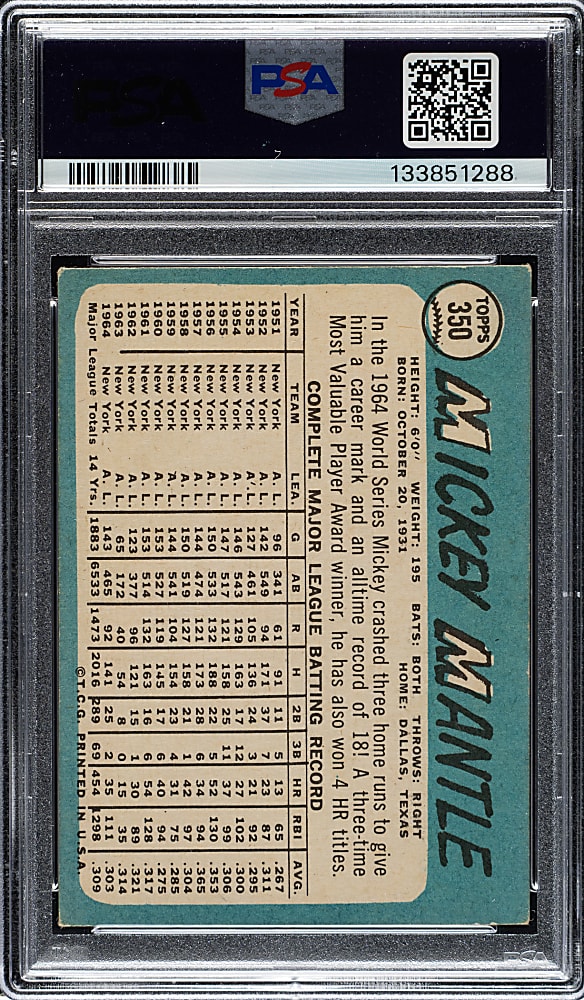 PSA
PSA
133851288
TOPPS
350
MICKEY MANTLE
HEIGHT: 6'0" WEIGHT: 195 BATS: BOTH THROWS: RIGHT
BORN: OCTOBER 20, 1931 HOME: DALLAS, TEXAS
In the 1964 World Series Mickey crashed three home runs to give
him a career mark and an alltime record of 18! A three-time
Most Valuable Player Award winner, he has also won 4 HR titles.
COMPLETE MAJOR LEAGUE BATTING RECORD
YEAR TEAM LEA. G AB R H 2B 3B HR RBI AVG.
1951 New York A. L. 96 341 61 91 11 5 13 65 .267
1952 New York A. L. 142 549 94 171 37 7 23 87 .311
1953 New York A. L. 127 461 105 136 24 3 21 92 .295
1954 New York A. L. 146 543 129 163 17 12 27 102 .300
1955 New York A. L. 147 517 121 158 25 11 37 99 .306
1956 New York A. L. 150 533 132 188 22 5 52 130 .353
1957 New York A. L. 144 474 121 173 28 6 34 94 .365
1958 New York A. L. 150 519 127 158 21 1 42 97 .304
1959 New York A. L. 144 541 104 154 23 4 31 75 .285
1960 New York A. L. 153 527 119 145 17 6 40 94 .275
1961 New York A. L. 153 514 132 163 16 6 54 128 .317
1962 New York A. L. 123 377 96 121 15 1 30 89 .321
1963 New York A. L. 65 172 40 54 8 0 15 35 .314
1964 New York A. L. 143 465 92 141 25 2 35 111 .303
Major League Totals 14 Yrs. 1883 6533 1473 2016 289 69 454 1298 .309
©T.C.G. PRINTED IN U.S.A.
PSA